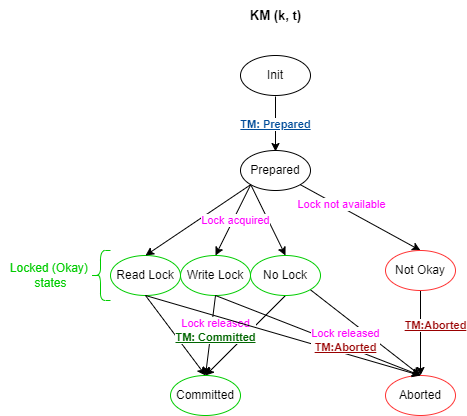 KM (k, t)
Init
TM: Prepared
Prepared
Lock not available
Lock acquired
Locked (Okay)
states
Read Lock
Write Lock
No Lock
Not Okay
Lock released
TM: Committed
Lock released
TM:Aborted
TM:Aborted
Committed
Aborted